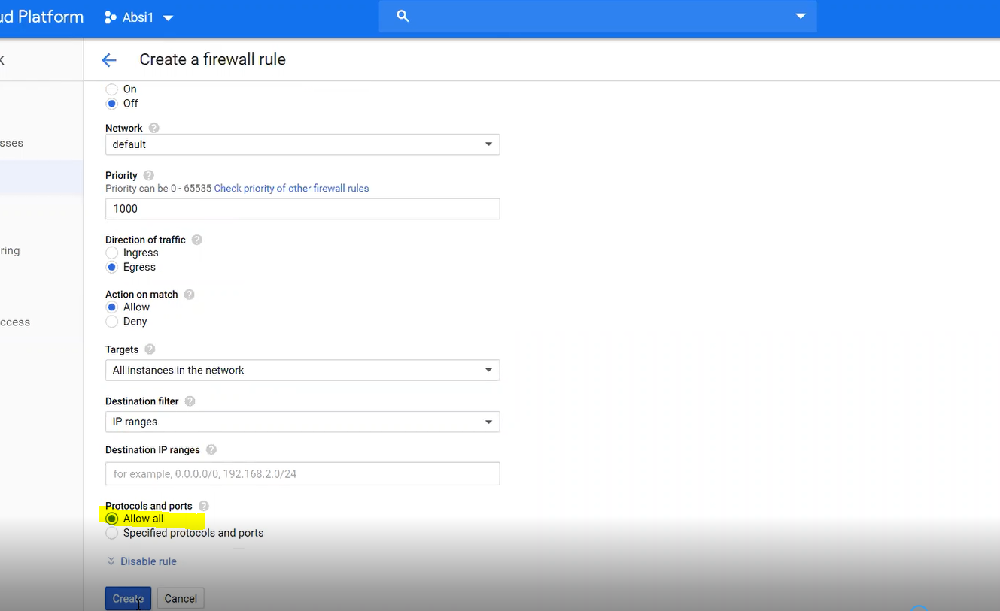 ud Platform
Absi1
K
Create a firewall rule
On
Off
Network
default
sses
Priority
Priority can be 0 - 65535 Check priority of other firewall rules
1000
Direction of traffic
Ingress
ring
Egress
Action on match
Allow
Deny
ccess
Targets
All instances in the network
Destination filter
IP ranges
Destination IP ranges
for example, 0.0.0.0/0, 192.168.2.0/24
Protocols and ports
Allow all
Specified protocols and ports
Disable rule
Create Cancel